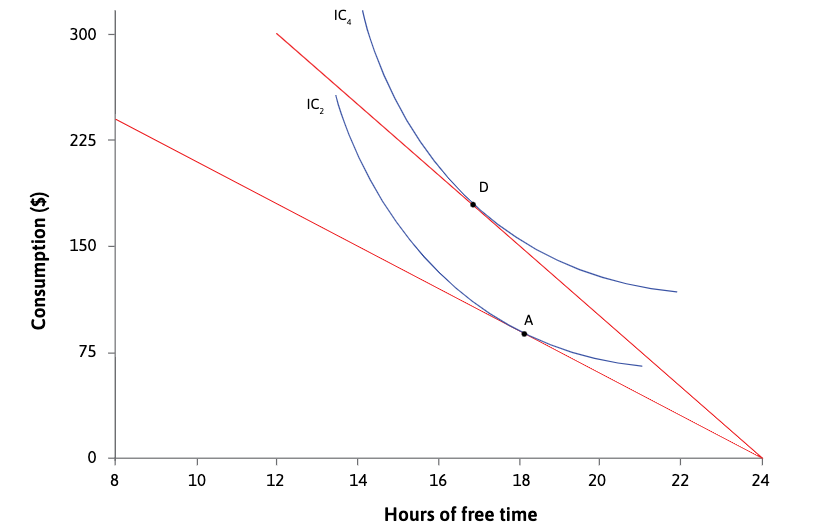 IC₄
300
IC₂
225
D
150
A
75
0
8 10 12 14 16 18 20 22 24
Consumption ($)
Hours of free time